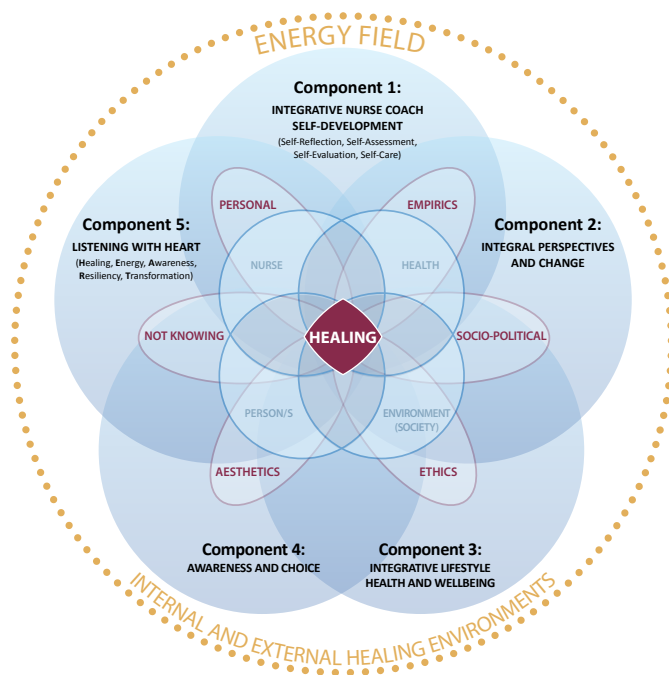 ENERGY FIELD
Component 1:
INTEGRATIVE NURSE COACH
SELF-DEVELOPMENT
(Self-Reflection, Self-Assessment,
Self-Evaluation, Self-Care)
PERSONAL
EMPIRICS
Component 5:
LISTENING WITH HEART
(Healing, Energy, Awareness,
Resiliency, Transformation)
Component 2:
INTEGRAL PERSPECTIVES
AND CHANGE
NURSE
HEALTH
NOT KNOWING
HEALING
SOCIO-POLITICAL
PERSON/S
ENVIRONMENT
(SOCIETY)
AESTHETICS
ETHICS
Component 4:
AWARENESS AND CHOICE
Component 3:
INTEGRATIVE LIFESTYLE
HEALTH AND WELLBEING
INTERNAL AND EXTERNAL HEALING ENVIRONMENTS